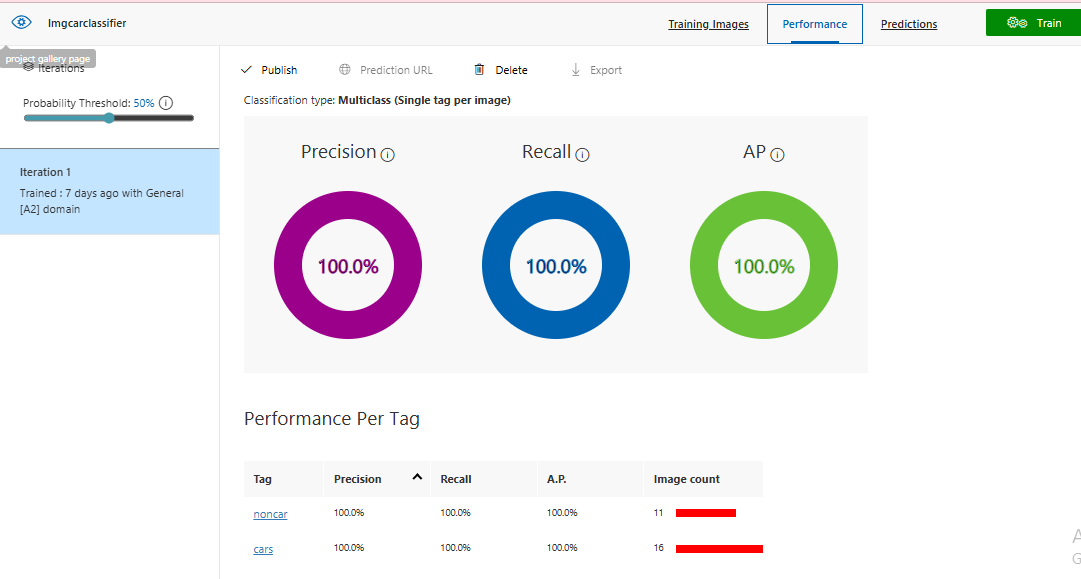 Imgcarclassifier
Training Images
Performance
Predictions
Train
project gallery page
Iterations
Publish
Prediction URL
Delete
Export
Probability Threshold: 50%
Classification type: Multiclass (Single tag per image)
Iteration 1
Trained : 7 days ago with General
[A2] domain
Precision
Recall
AP
100.0%
100.0%
100.0%
Performance Per Tag
Tag Precision Recall A.P. Image count
noncar 100.0% 100.0% 100.0% 11
cars 100.0% 100.0% 100.0% 16
A
G